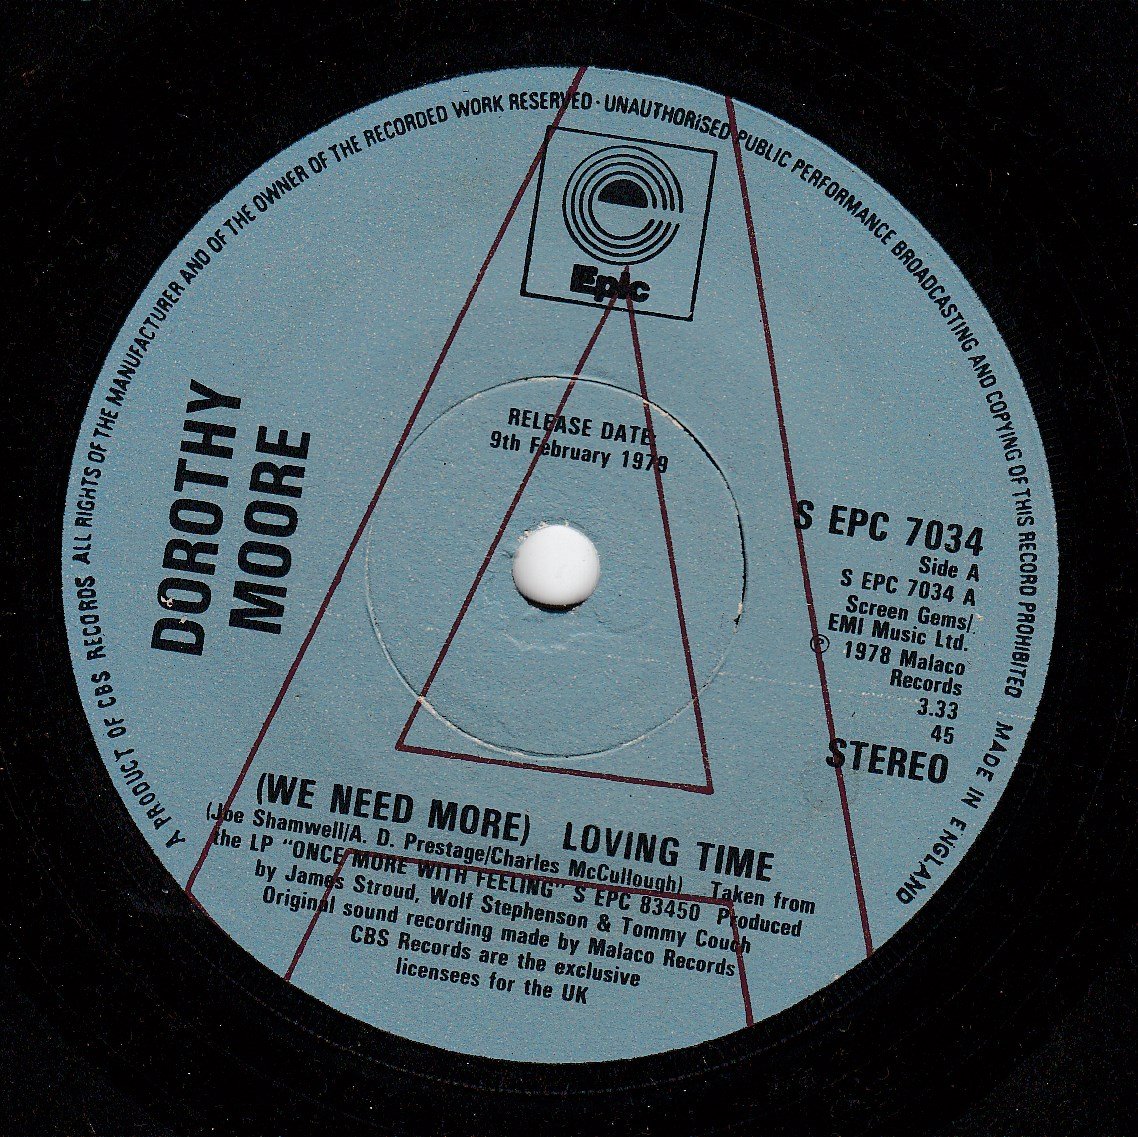 A PRODUCT OF CBS RECORDS ALL RIGHTS OF THE MANUFACTURER AND OF THE OWNER OF THE RECORDED WORK RESERVED · UNAUTHORISED PUBLIC PERFORMANCE BROADCASTING AND COPYING OF THIS RECORD PROHIBITED MADE IN ENGLAND
Epic
RELEASE DATE:
9th February 1979
DOROTHY
MOORE
S EPC 7034
Side A
S EPC 7034 A
Screen Gems/
EMI Music Ltd.
℗ 1978 Malaco
Records
3.33
45
STEREO
(WE NEED MORE) LOVING TIME
(Joe Shamwell/A. D. Prestage/Charles McCullough) Taken from
the LP "ONCE MORE WITH FEELING" S EPC 83450 Produced
by James Stroud, Wolf Stephenson & Tommy Couch
Original sound recording made by Malaco Records
CBS Records are the exclusive
licensees for the UK